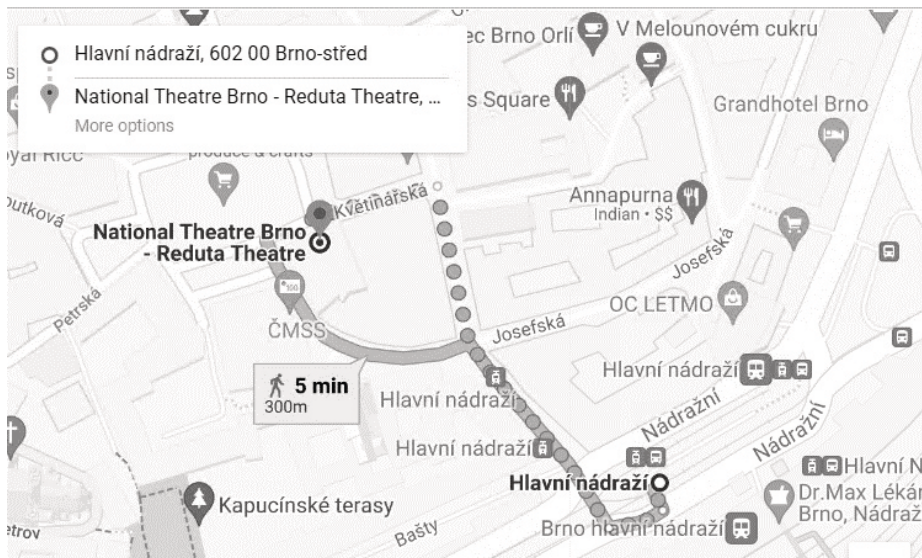 Hlavní nádraží, 602 00 Brno-střed
National Theatre Brno - Reduta Theatre, ...
More options
ec Brno Orlí
V Melounovém cukru
s Square
Grandhotel Brno
produce & crafts
Květinářská
Annapurna
Indian • $$
National Theatre Brno
- Reduta Theatre
Josefská
Petrská
OC LETMO
ČMSS
Josefská
5 min
300m
Hlavní nádraží
Hlavní nádraží
Nádražní
Nádražní
Hlavní nádraží
Hlavní nádraží
Hlavní N
Kapucínské terasy
Dr.Max Lékár
Brno, Nádraž
Brno hlavní nádraží
Bašty
etrov